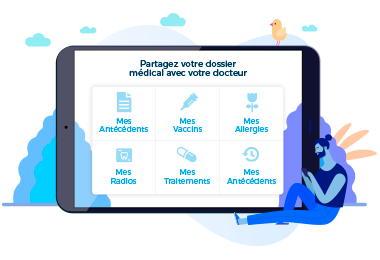 Partagez votre dossier
médical avec votre docteur
Mes
Antécédents
Mes
Vaccins
Mes
Allergies
Mes
Radios
Mes
Traitements
Mes
Antécédents